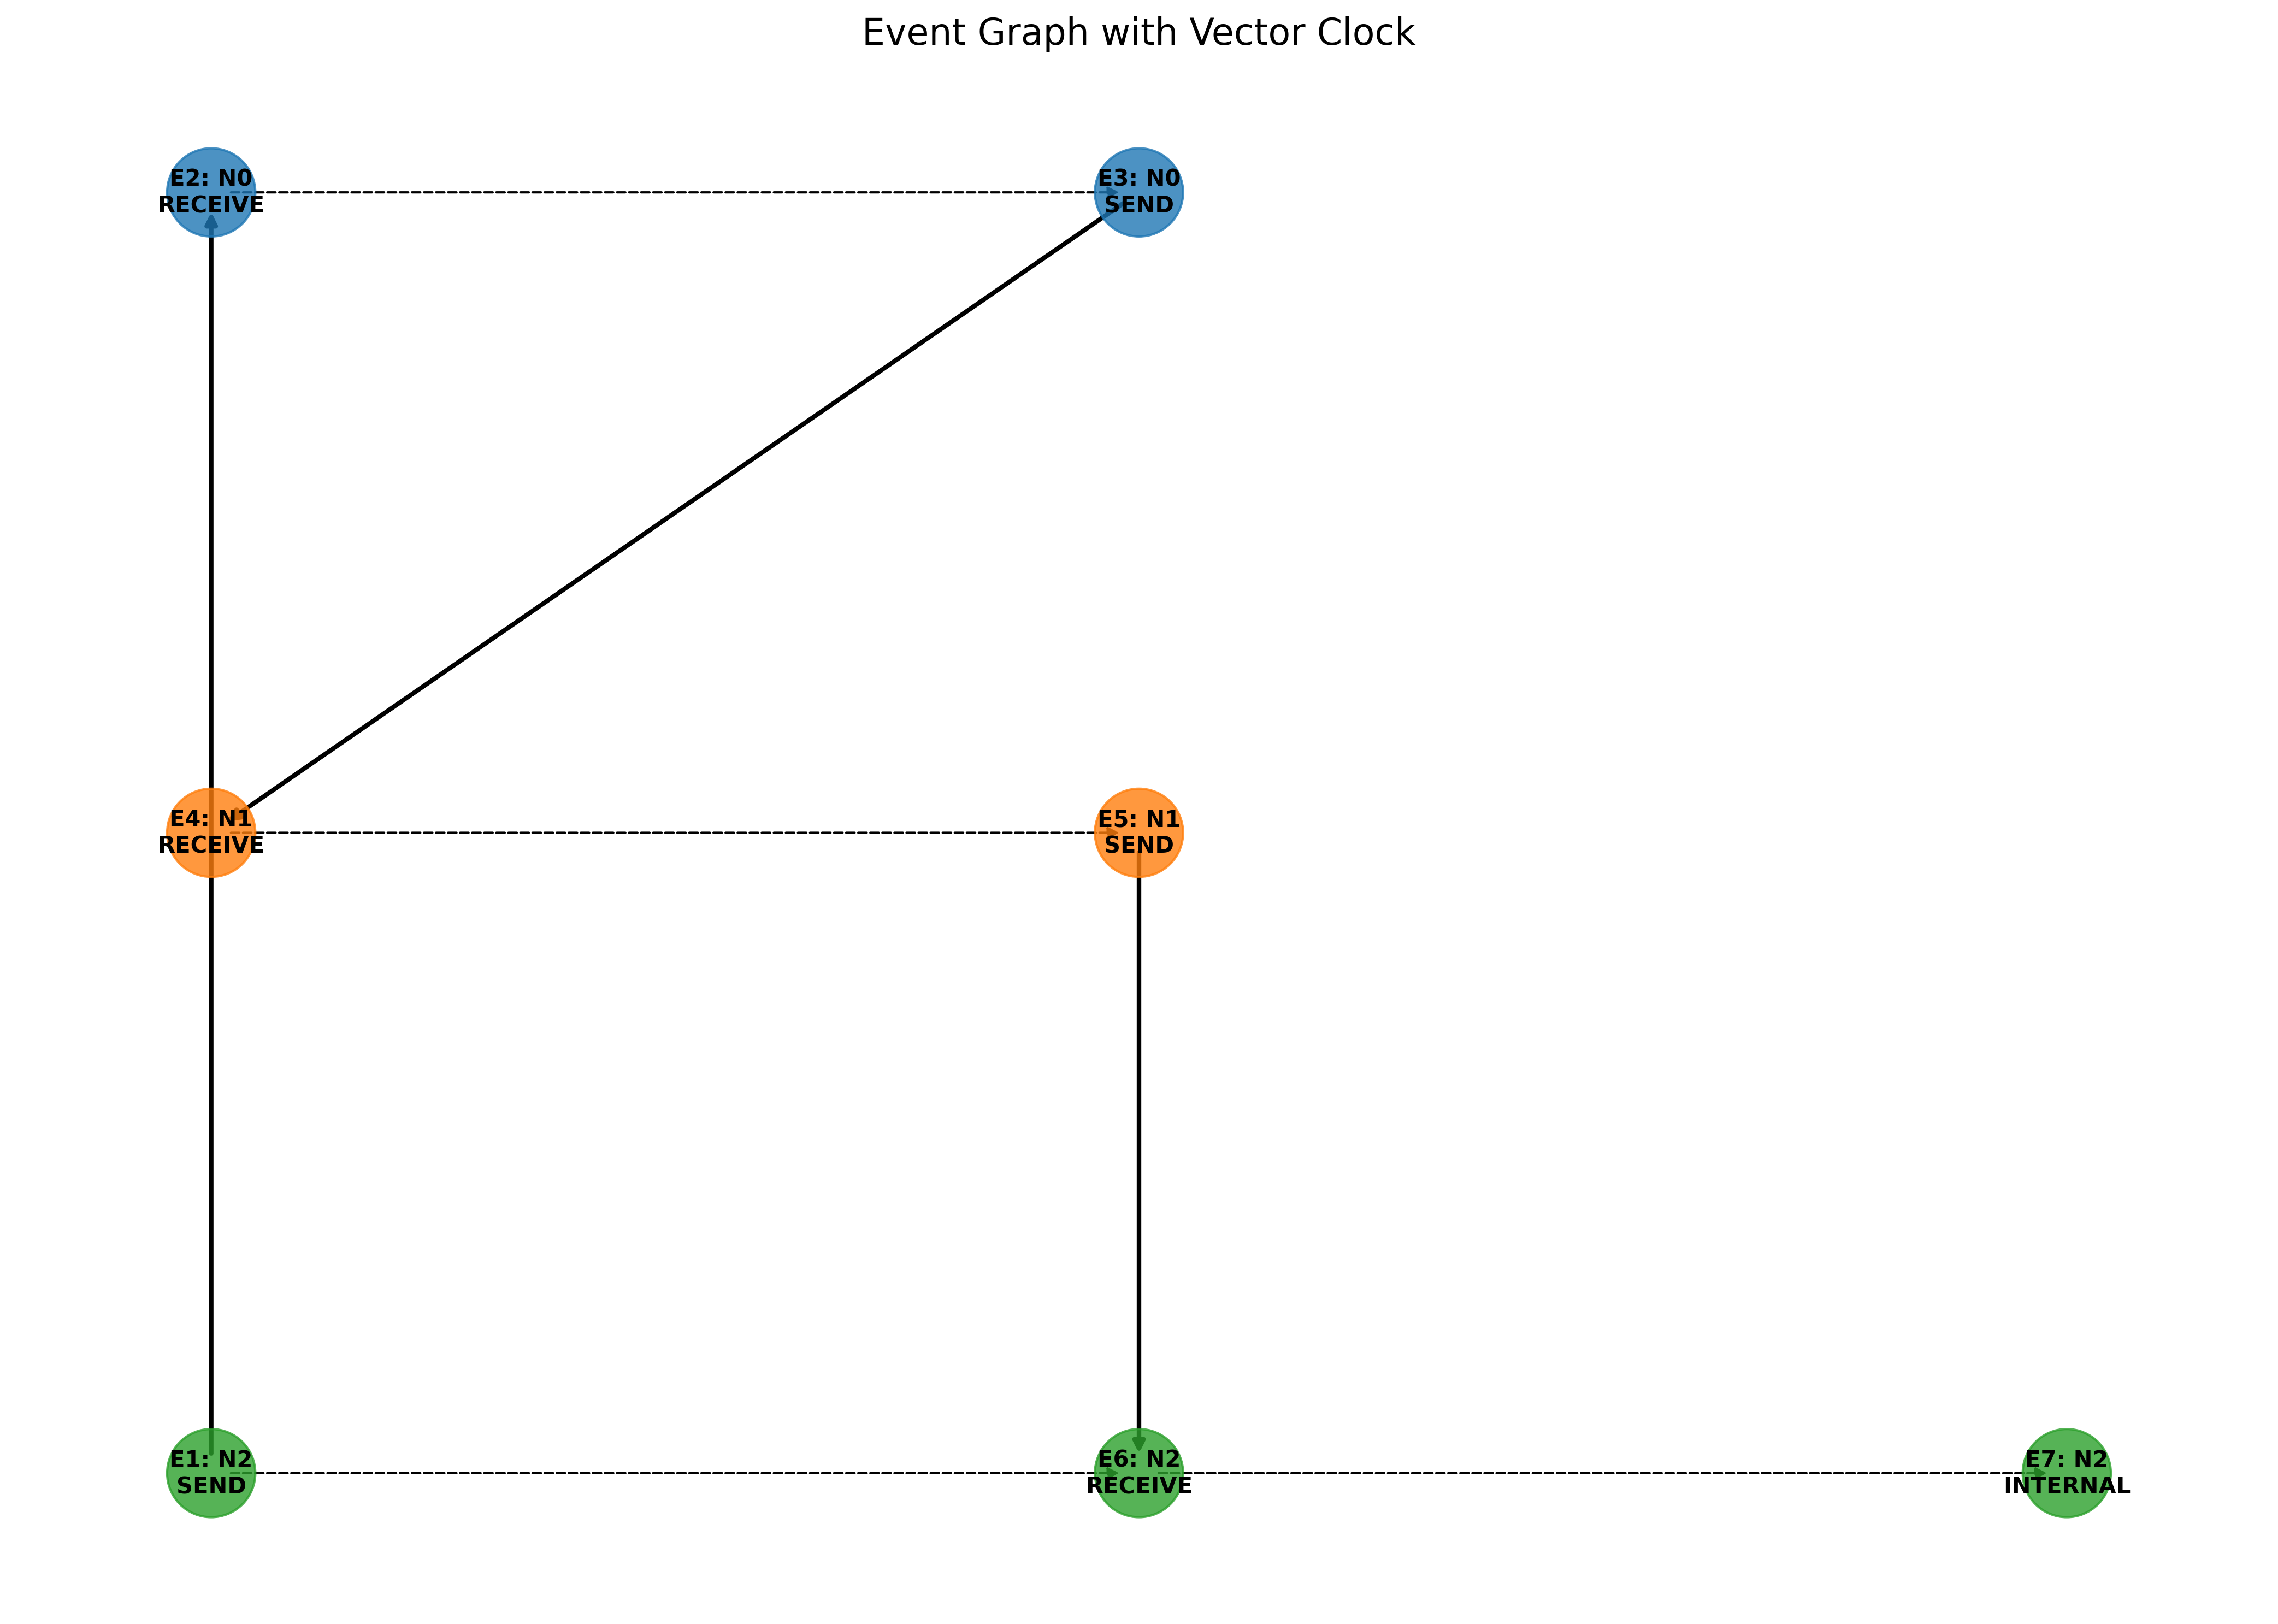 Event Graph with Vector Clock
E2: N0
RECEIVE
E3: N0
SEND
E4: N1
RECEIVE
E5: N1
SEND
E1: N2
SEND
E6: N2
RECEIVE
E7: N2
INTERNAL